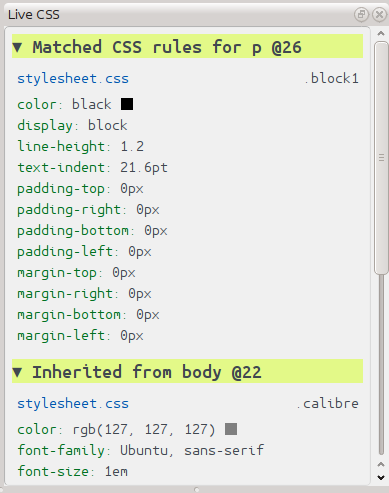 Live CSS
▼ Matched CSS rules for p @26
stylesheet.css .block1
color: black
display: block
line-height: 1.2
text-indent: 21.6pt
padding-top: 0px
padding-right: 0px
padding-bottom: 0px
padding-left: 0px
margin-top: 0px
margin-right: 0px
margin-bottom: 0px
margin-left: 0px
▼ Inherited from body @22
stylesheet.css .calibre
color: rgb(127, 127, 127)
font-family: Ubuntu, sans-serif
font-size: 1em